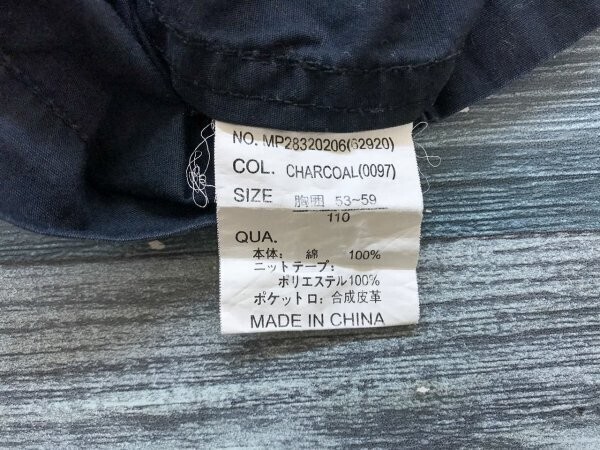 NO. MP28320206(62920)
COL. CHARCOAL(0097)
SIZE 胸囲 53~59
110
QUA.
本体: 綿 100%
ニットテープ:
ポリエステル100%
ポケット口: 合成皮革
MADE IN CHINA